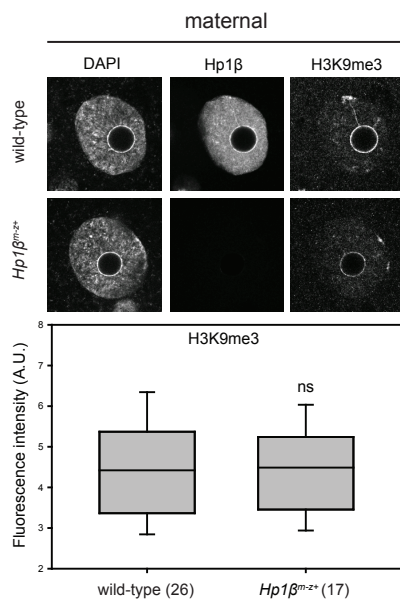 maternal
DAPI Hp1β H3K9me3
wild-type
Hp1β^m-z+
H3K9me3
ns
Fluorescence intensity (A.U.)
8
7
6
5
4
3
2
wild-type (26) Hp1β^m-z+ (17)